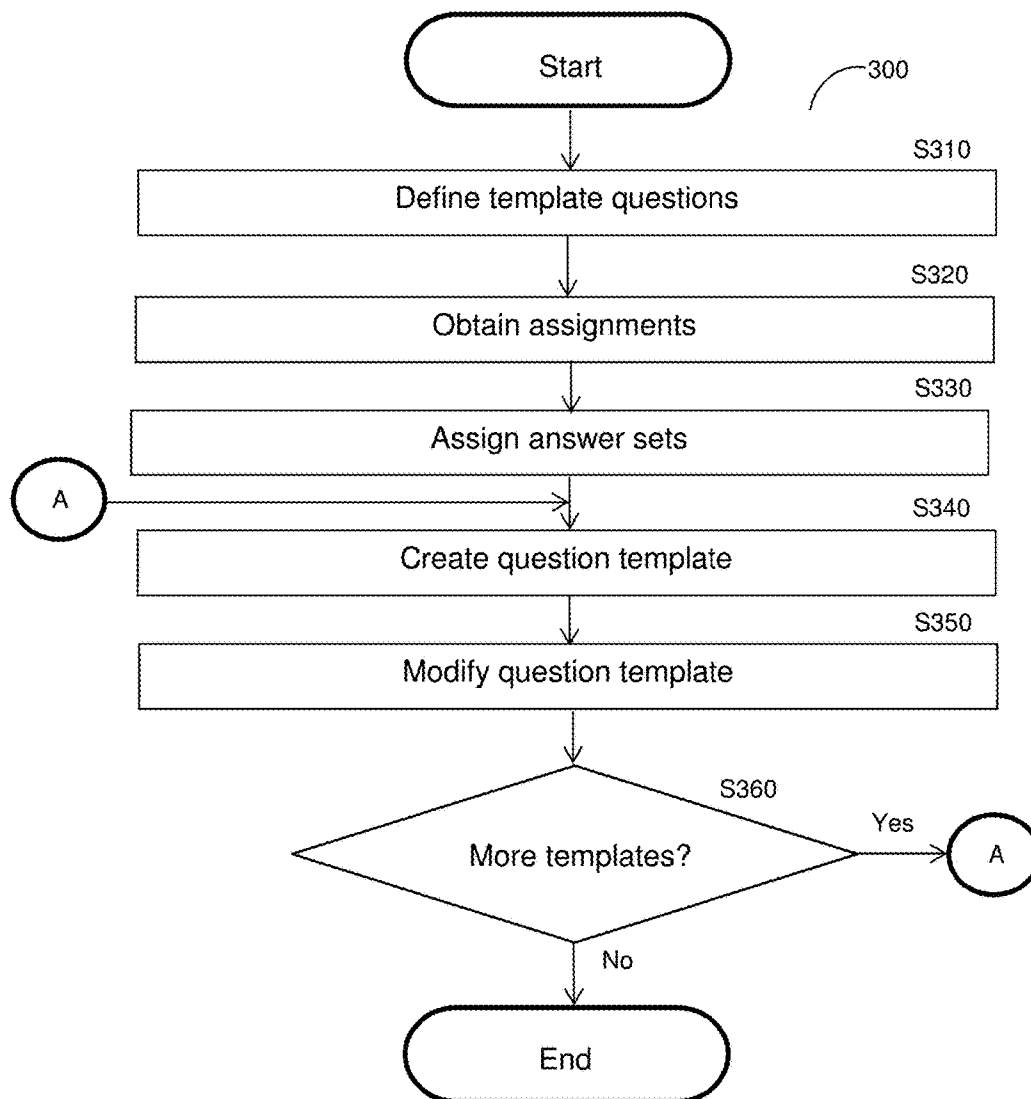 Start
300
S310
Define template questions
S320
Obtain assignments
S330
Assign answer sets
A
S340
Create question template
S350
Modify question template
S360
More templates?
Yes
A
No
End